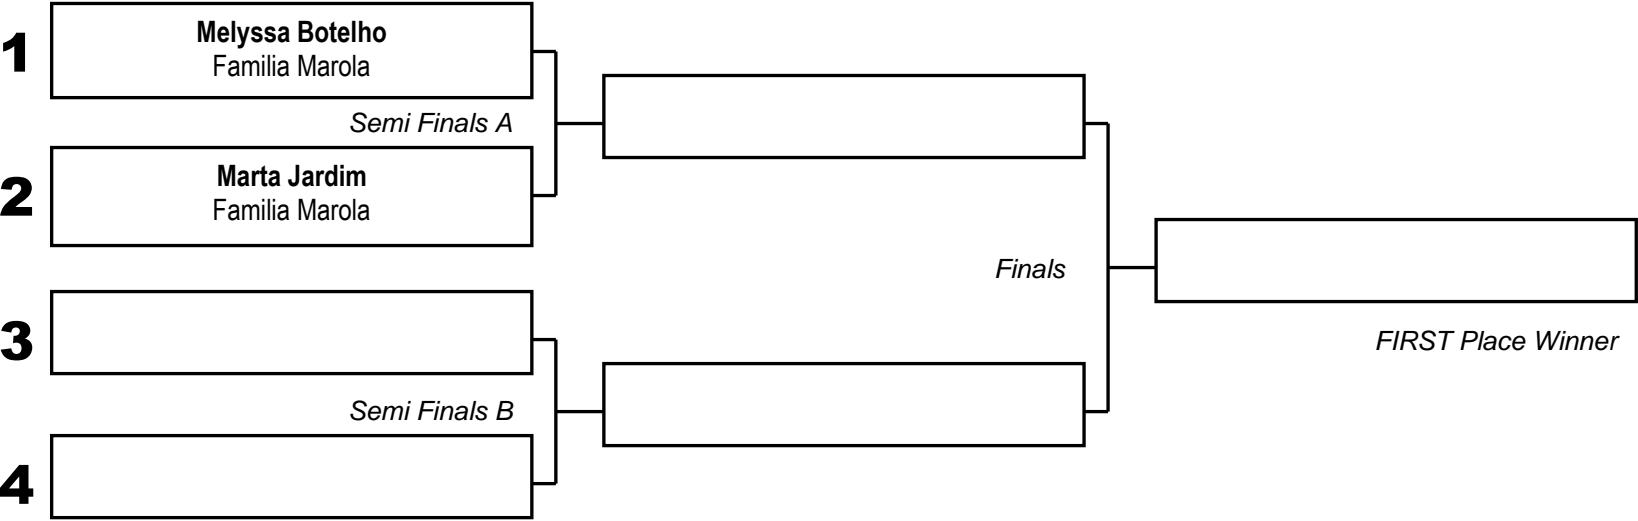 1
Melyssa Botelho
Familia Marola
Semi Finals A
2
Marta Jardim
Familia Marola
Finals
3
FIRST Place Winner
Semi Finals B
4